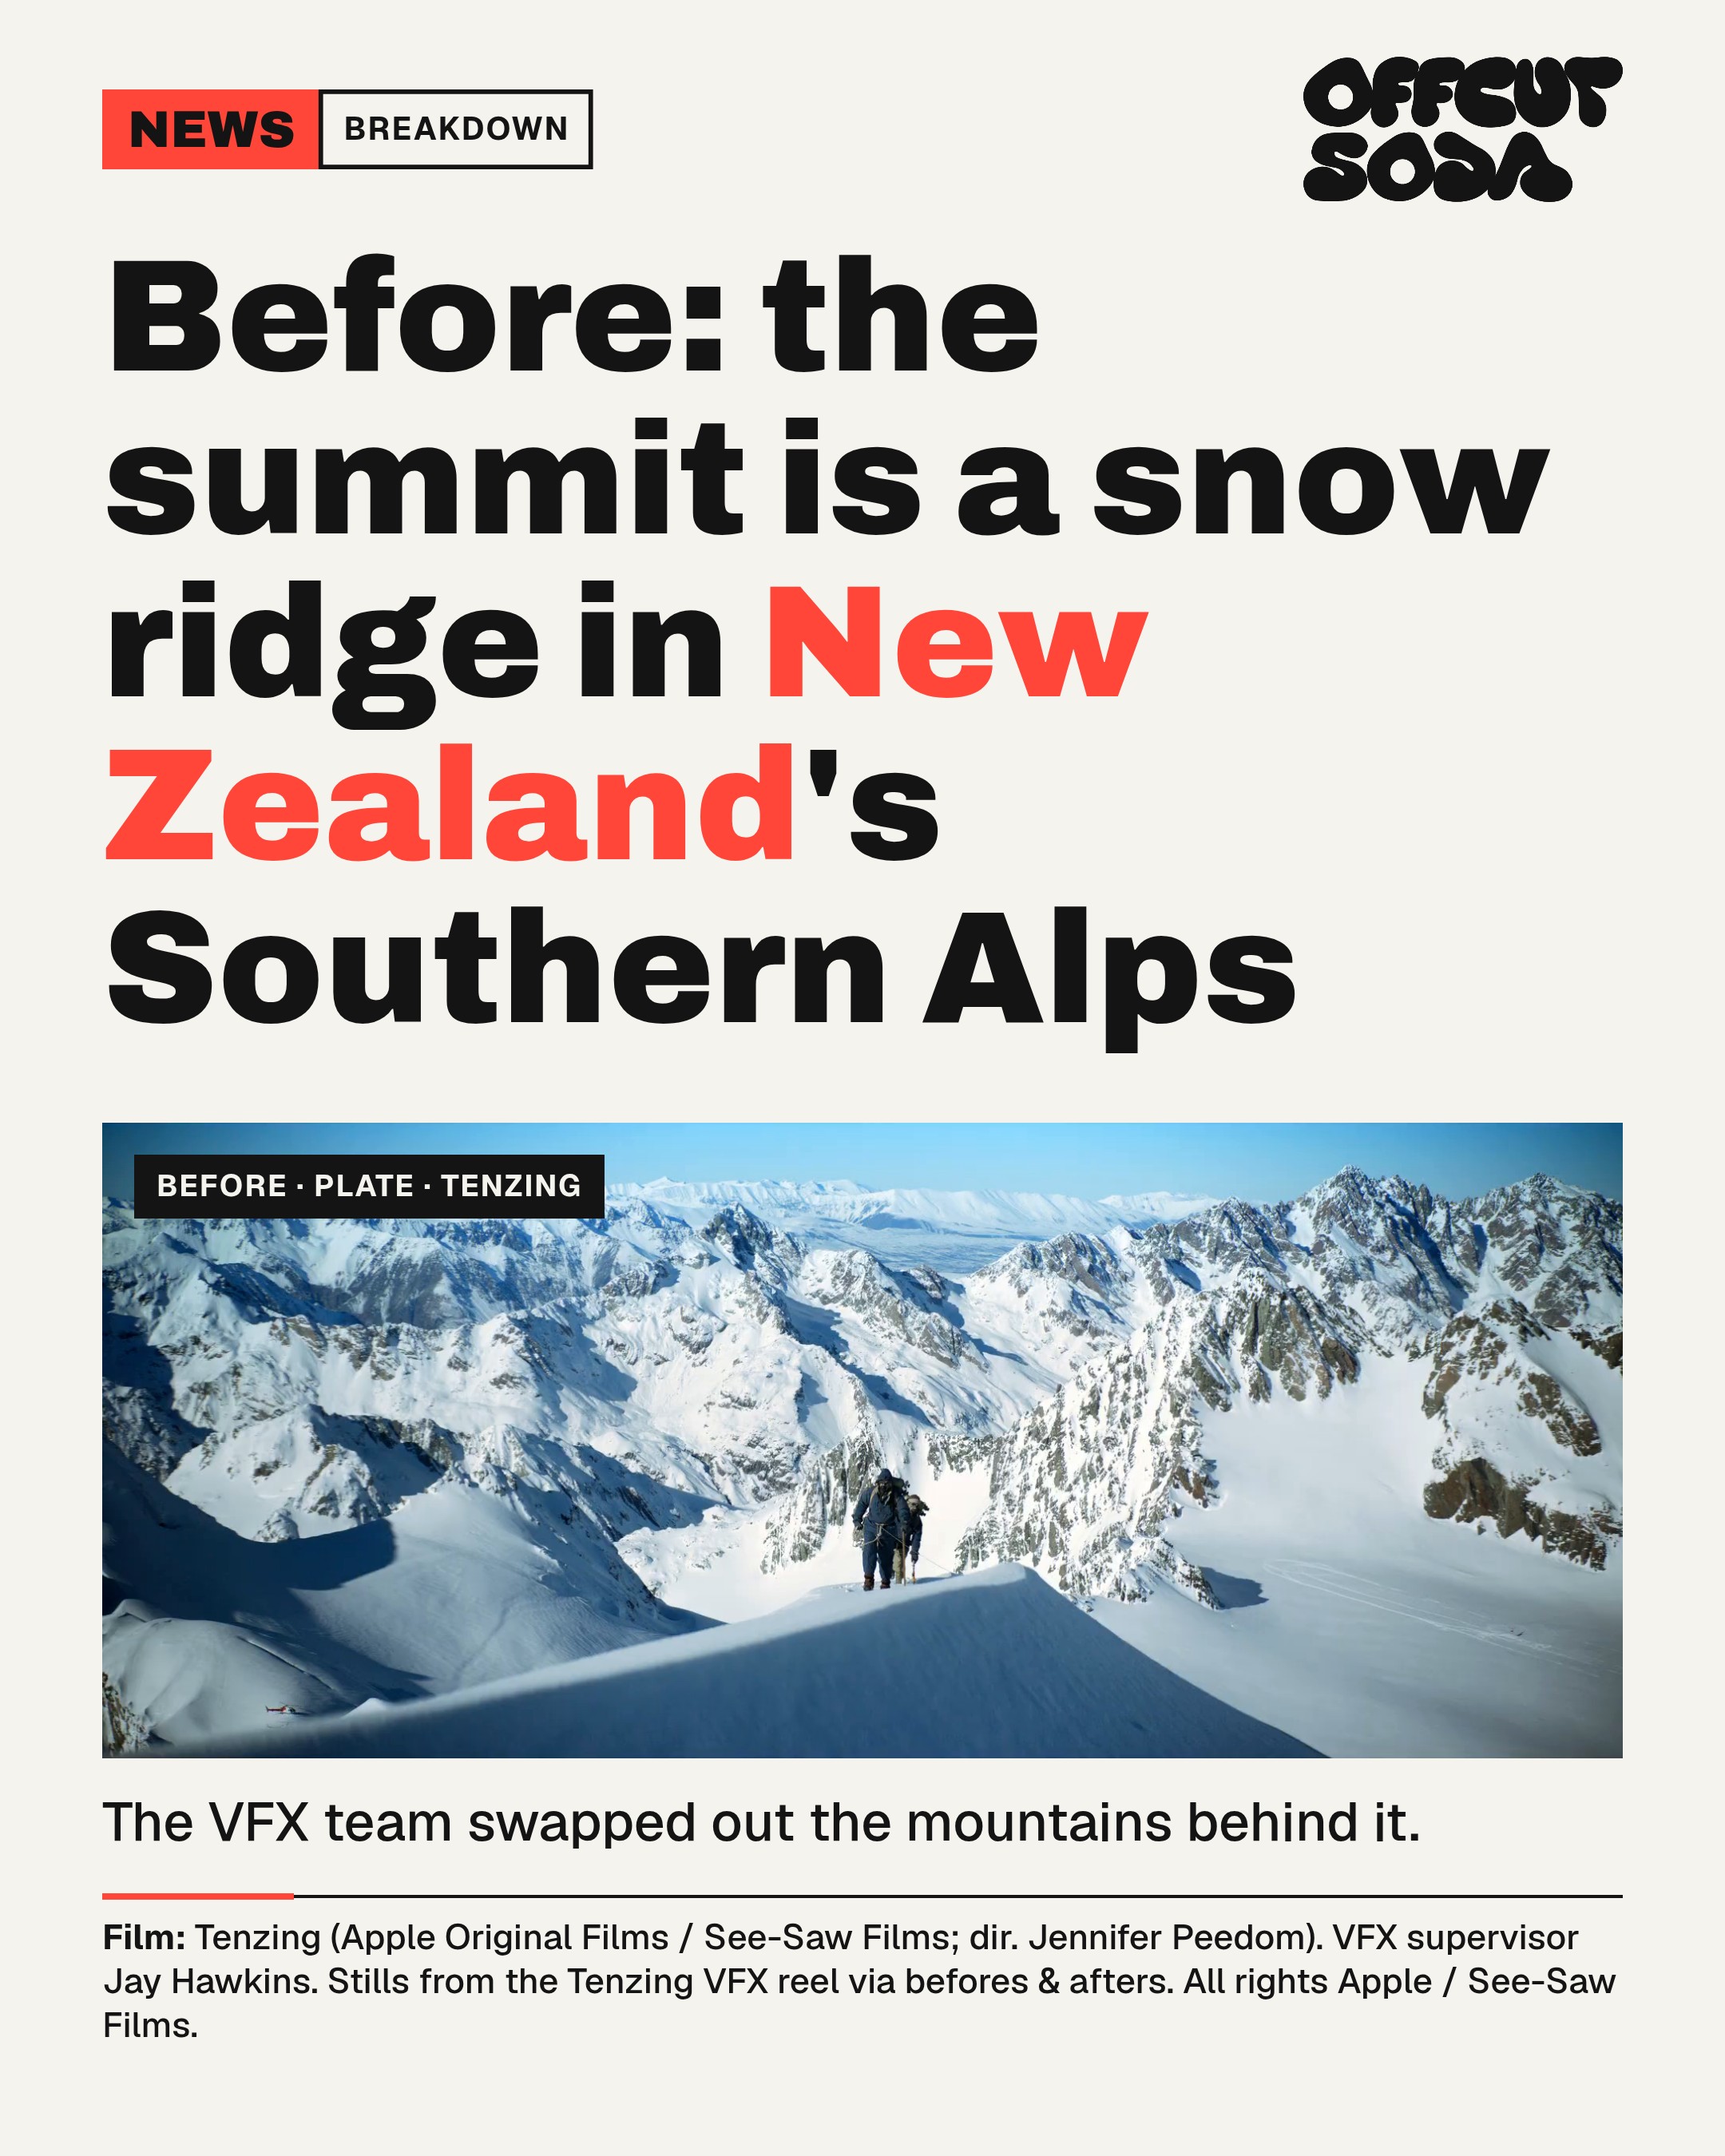 NEWS BREAKDOWN
OFFCUT
SODA
Before: the
summit is a snow
ridge in New
Zealand's
Southern Alps
BEFORE · PLATE · TENZING
The VFX team swapped out the mountains behind it.
Film: Tenzing (Apple Original Films / See-Saw Films; dir. Jennifer Peedom). VFX supervisor
Jay Hawkins. Stills from the Tenzing VFX reel via befores & afters. All rights Apple / See-Saw
Films.